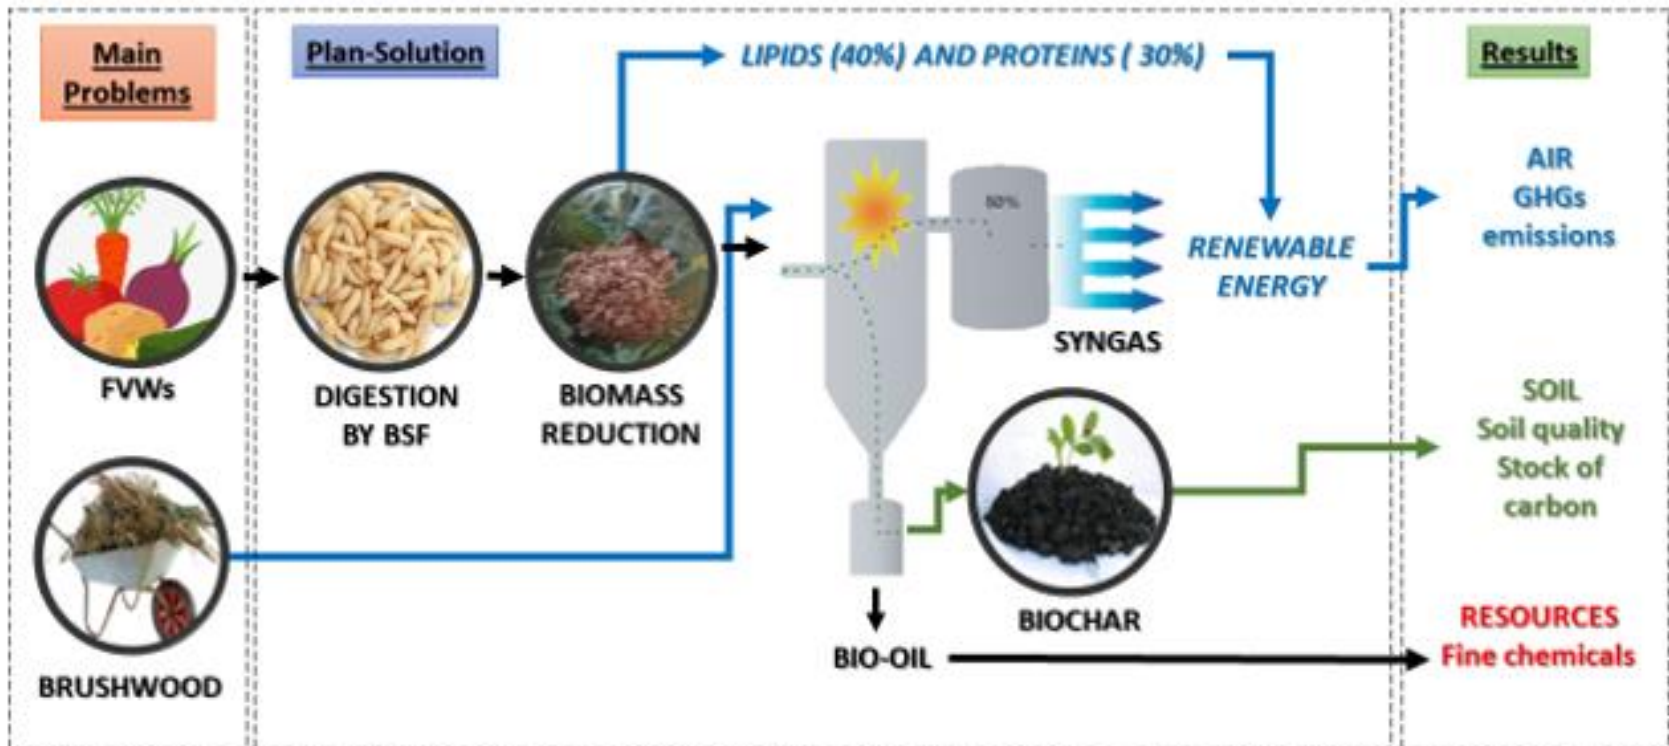 Main
Problems
Plan-Solution
LIPIDS (40%) AND PROTEINS ( 30%)
Results
FVWs
DIGESTION
BY BSF
BIOMASS
REDUCTION
SYNGAS
RENEWABLE
ENERGY
AIR
GHGs
emissions
BRUSHWOOD
BIOCHAR
BIO-OIL
SOIL
Soil quality
Stock of
carbon
RESOURCES
Fine chemicals